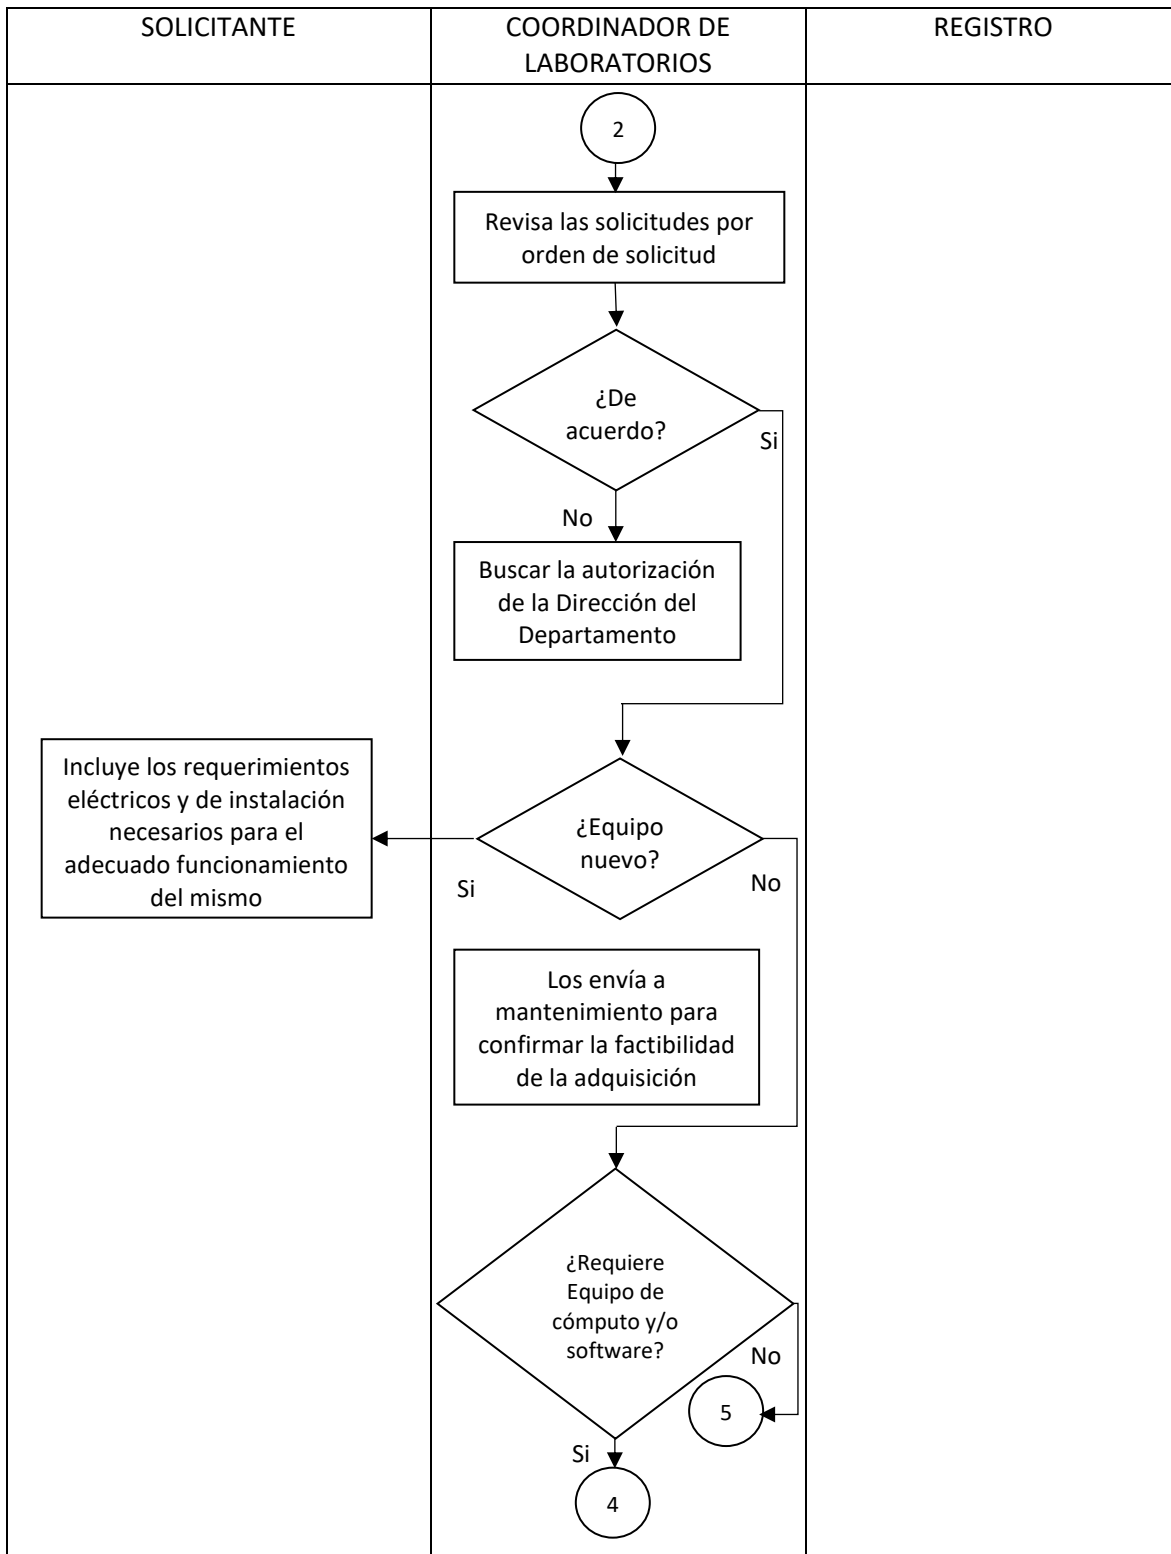 SOLICITANTE
COORDINADOR DE
LABORATORIOS
REGISTRO
2
Revisa las solicitudes por
orden de solicitud
¿De
acuerdo?
Si
No
Buscar la autorización
de la Dirección del
Departamento
Incluye los requerimientos
eléctricos y de instalación
necesarios para el
adecuado funcionamiento
del mismo
¿Equipo
nuevo?
Si
No
Los envía a
mantenimiento para
confirmar la factibilidad
de la adquisición
¿Requiere
Equipo de
cómputo y/o
software?
No
5
Si
4